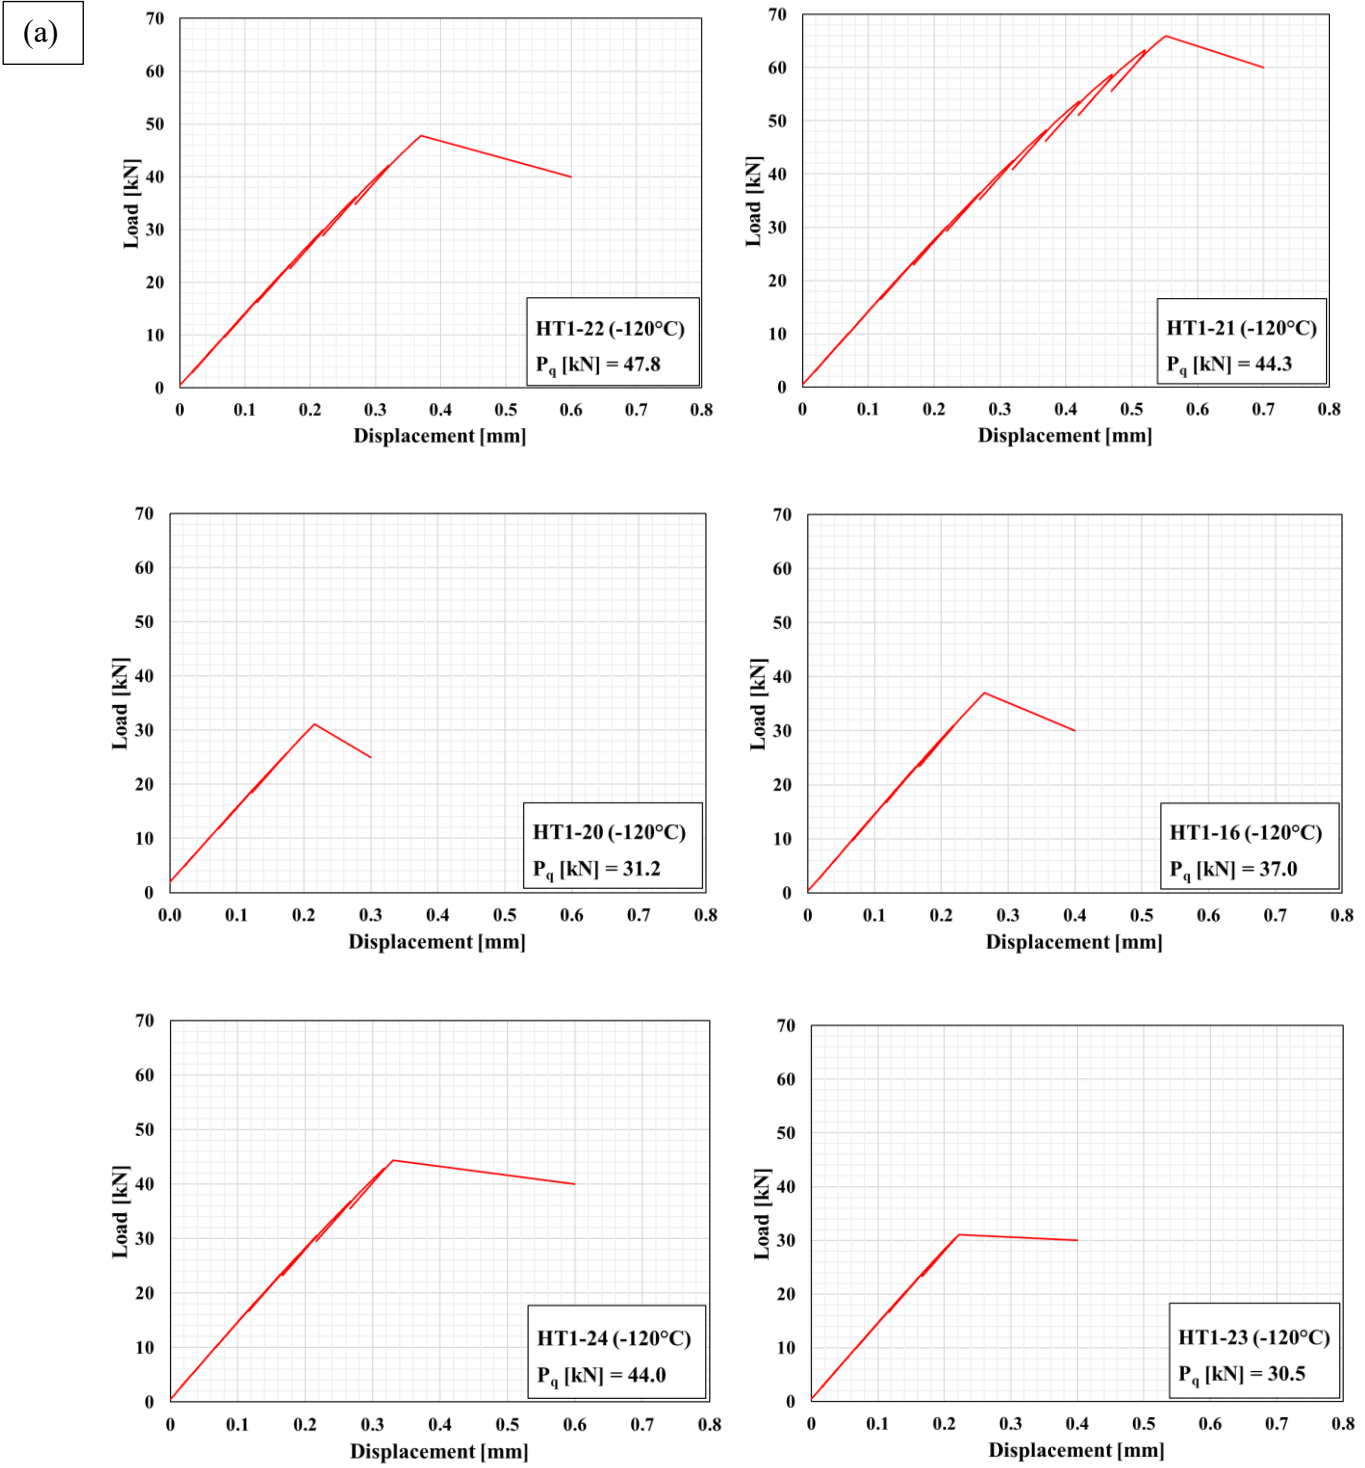 (a)
70
60
50
40
30
20
10
0
Load [kN]
HT1-22 (-120°C)
Pq [kN] = 47.8
0 0.1 0.2 0.3 0.4 0.5 0.6 0.7 0.8
Displacement [mm]
70
60
50
40
30
20
10
0
Load [kN]
HT1-21 (-120°C)
Pq [kN] = 44.3
0 0.1 0.2 0.3 0.4 0.5 0.6 0.7 0.8
Displacement [mm]
70
60
50
40
30
20
10
0
Load [kN]
HT1-20 (-120°C)
Pq [kN] = 31.2
0.0 0.1 0.2 0.3 0.4 0.5 0.6 0.7 0.8
Displacement [mm]
70
60
50
40
30
20
10
0
Load [kN]
HT1-16 (-120°C)
Pq [kN] = 37.0
0 0.1 0.2 0.3 0.4 0.5 0.6 0.7 0.8
Displacement [mm]
70
60
50
40
30
20
10
0
Load [kN]
HT1-24 (-120°C)
Pq [kN] = 44.0
0 0.1 0.2 0.3 0.4 0.5 0.6 0.7 0.8
Displacement [mm]
70
60
50
40
30
20
10
0
Load [kN]
HT1-23 (-120°C)
Pq [kN] = 30.5
0 0.1 0.2 0.3 0.4 0.5 0.6 0.7 0.8
Displacement [mm]